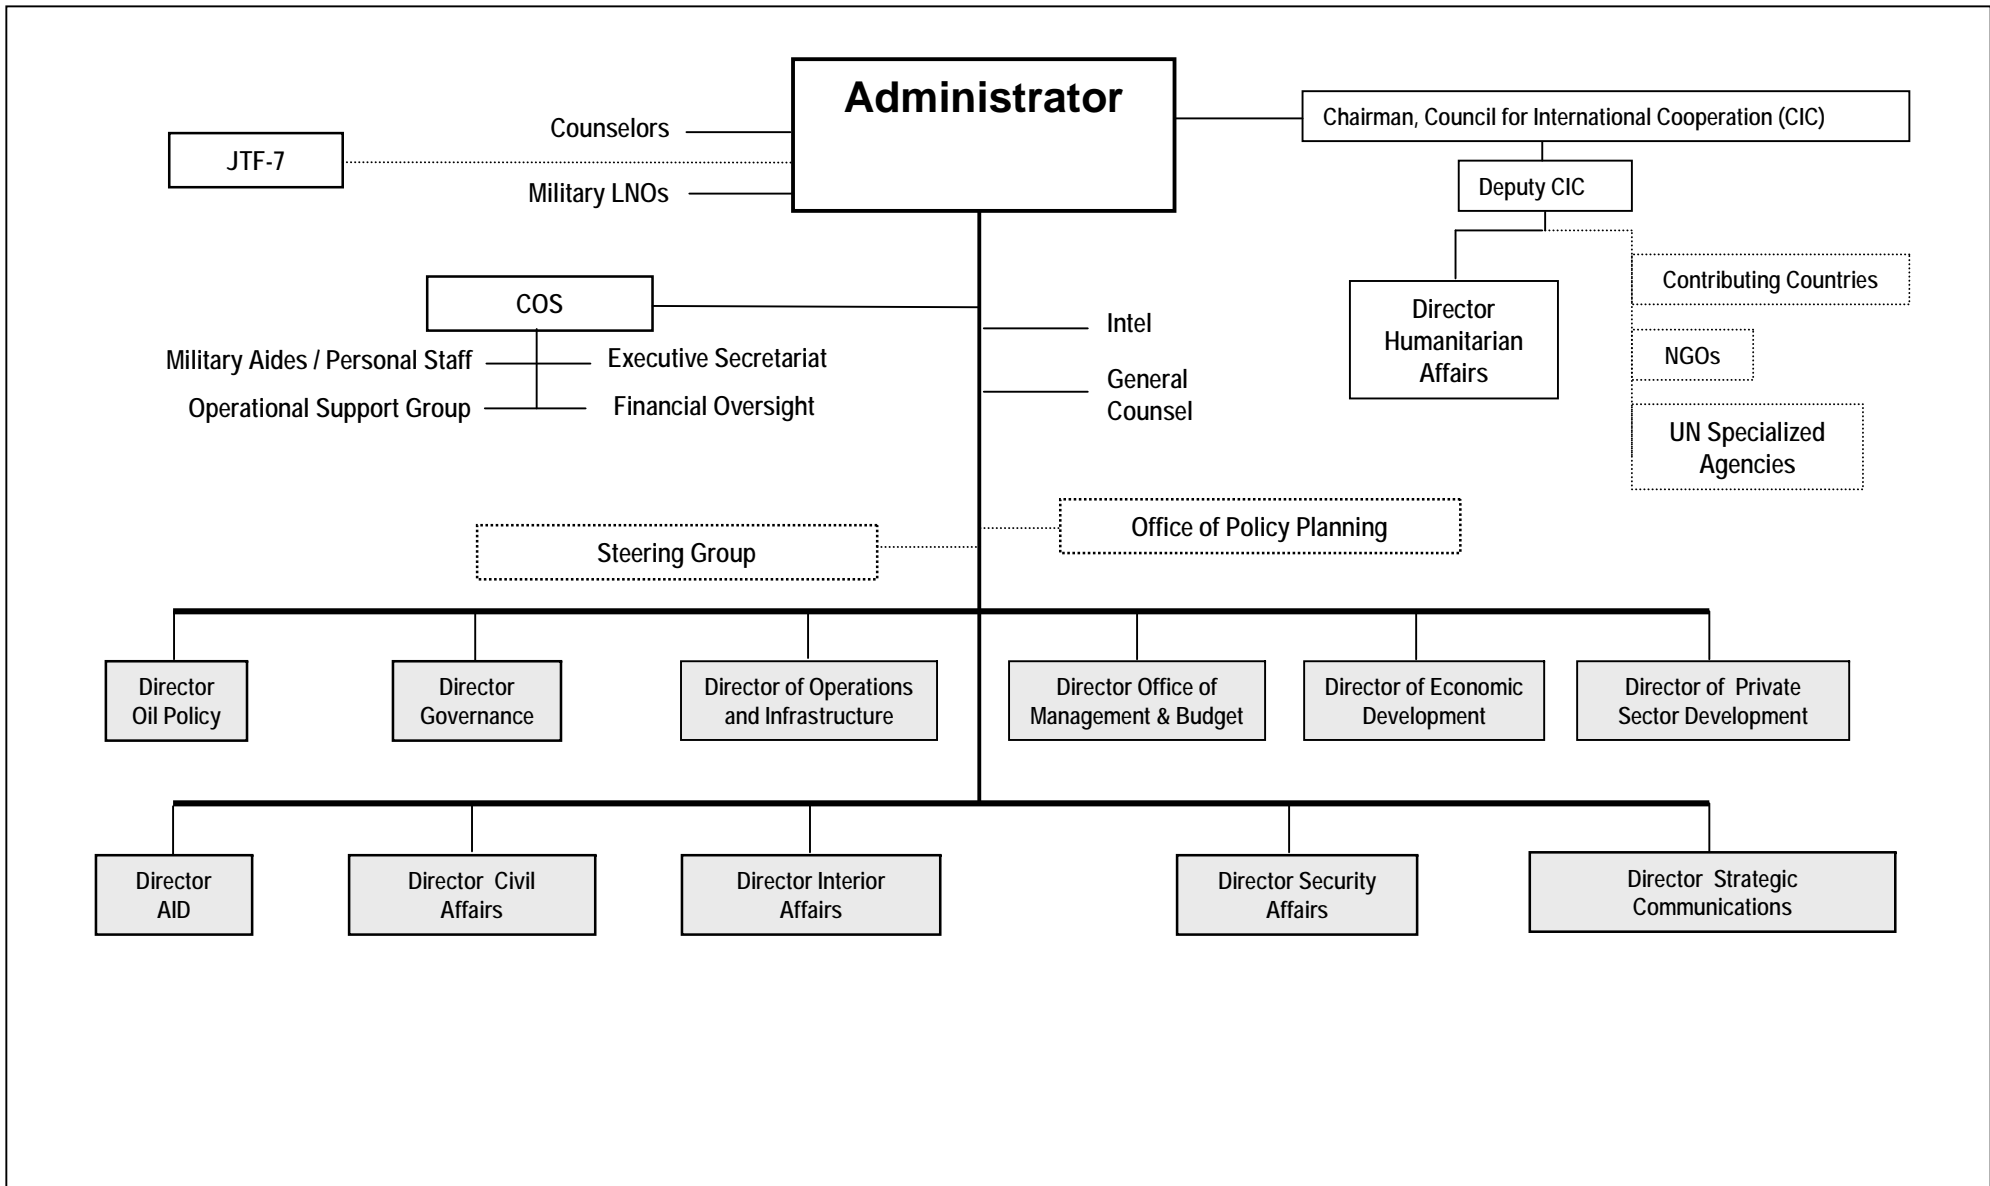 Administrator
Counselors
JTF-7
Military LNOs
Chairman, Council for International Cooperation (CIC)
Deputy CIC
Contributing Countries
Director
Humanitarian
Affairs
NGOs
UN Specialized
Agencies
COS
Military Aides / Personal Staff
Executive Secretariat
Operational Support Group
Financial Oversight
Intel
General
Counsel
Office of Policy Planning
Steering Group
Director
Oil Policy
Director
Governance
Director of Operations
and Infrastructure
Director Office of
Management & Budget
Director of Economic
Development
Director of Private
Sector Development
Director
AID
Director Civil
Affairs
Director Interior
Affairs
Director Security
Affairs
Director Strategic
Communications